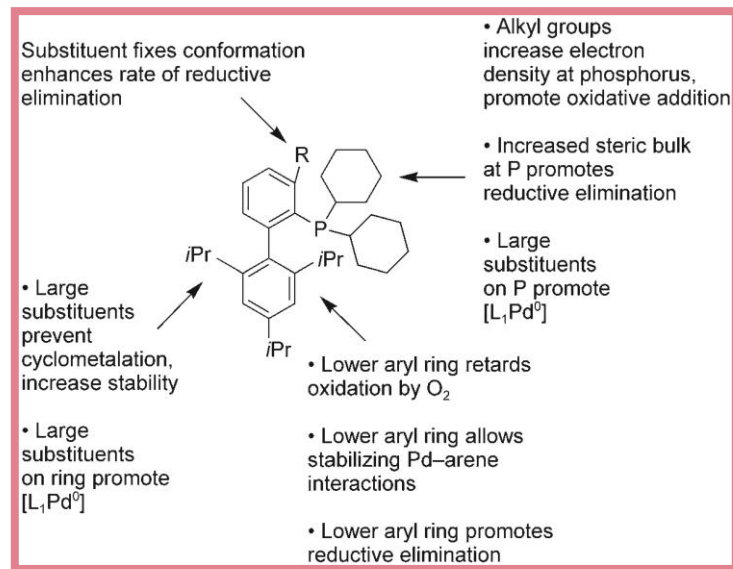 Substituent fixes conformation
enhances rate of reductive
elimination
• Alkyl groups
increase electron
density at phosphorus,
promote oxidative addition
• Increased steric bulk
at P promotes
reductive elimination
• Large
substituents
on P promote
[L₁Pd⁰]
R
P
iPr
iPr
iPr
• Large
substituents
prevent
cyclometalation,
increase stability
• Large
substituents
on ring promote
[L₁Pd⁰]
• Lower aryl ring retards
oxidation by O₂
• Lower aryl ring allows
stabilizing Pd–arene
interactions
• Lower aryl ring promotes
reductive elimination